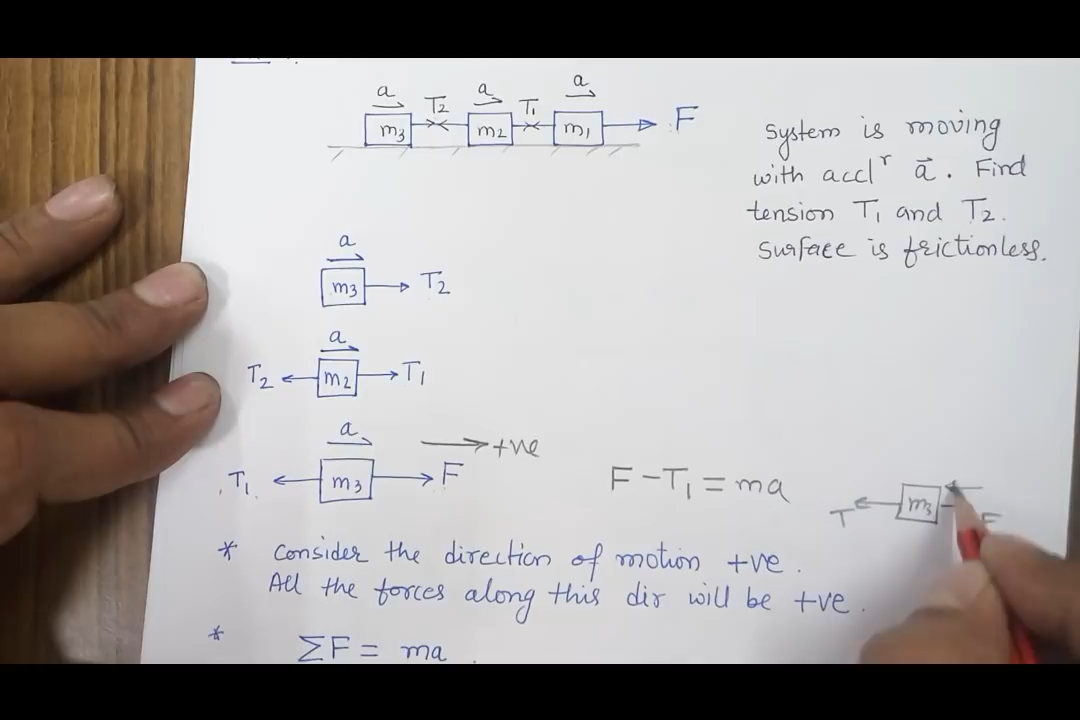 a a a
T2 T1
m3 m2 m1 F
System is moving
with acclʳ a⃗. Find
tension T1 and T2.
Surface is frictionless.
a
m3 T2
a
T2 m2 T1
a +ve
T1 m3 F
F - T1 = ma
T m3
* Consider the direction of motion +ve.
All the forces along this dir will be +ve.
* ΣF = ma